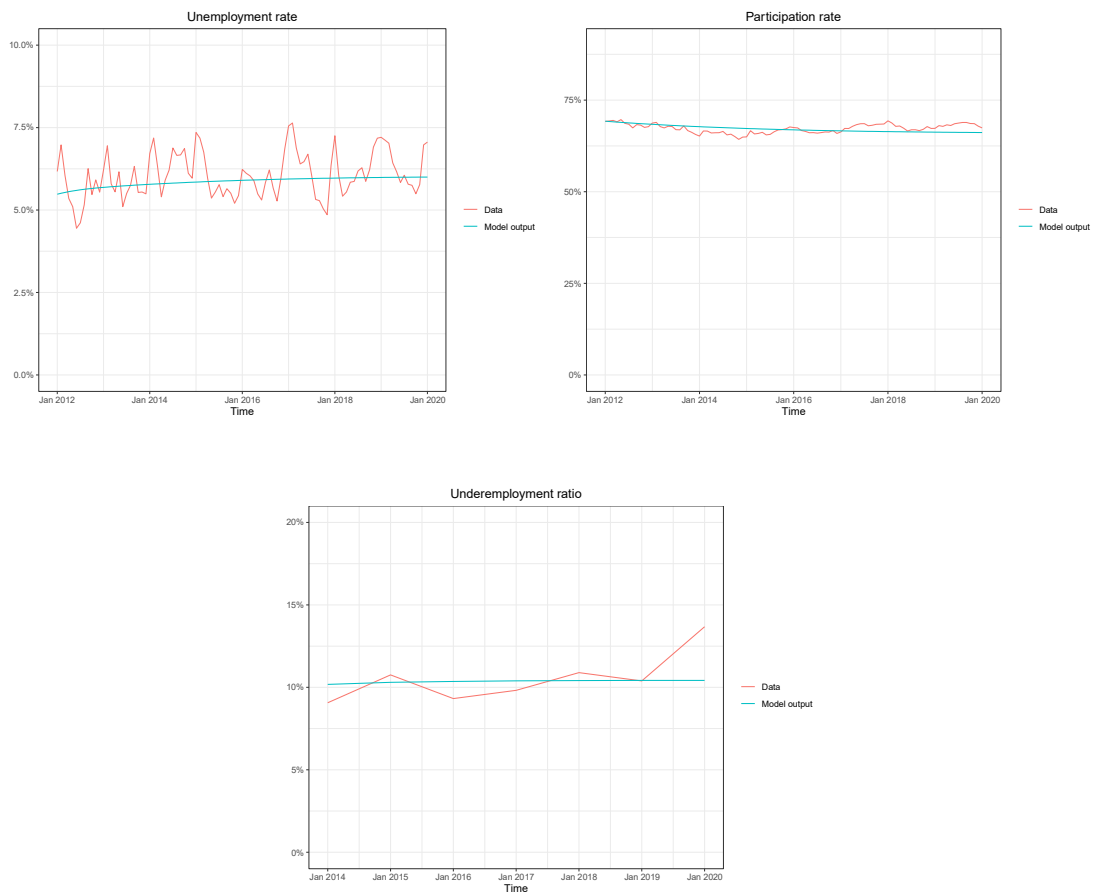 Unemployment rate
10.0%
7.5%
5.0%
2.5%
0.0%
Jan 2012 Jan 2014 Jan 2016 Jan 2018 Jan 2020
Time
Data
Model output
Participation rate
75%
50%
25%
0%
Jan 2012 Jan 2014 Jan 2016 Jan 2018 Jan 2020
Time
Data
Model output
Underemployment ratio
20%
15%
10%
5%
0%
Jan 2014 Jan 2015 Jan 2016 Jan 2017 Jan 2018 Jan 2019 Jan 2020
Time
Data
Model output